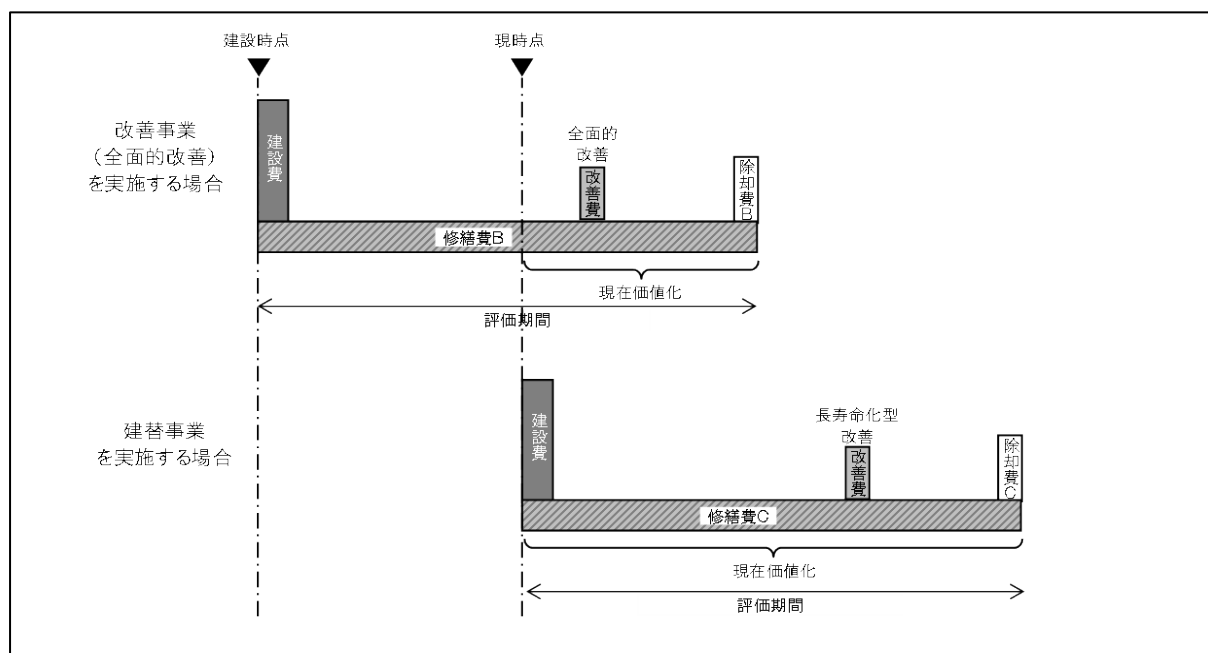 建設時点
現時点
改善事業
（全面的改善）
を実施する場合
建設費
全面的
改善
改善費
除却費B
修繕費B
現在価値化
評価期間
建替事業
を実施する場合
建設費
長寿命化型
改善
改善費
除却費C
修繕費C
現在価値化
評価期間